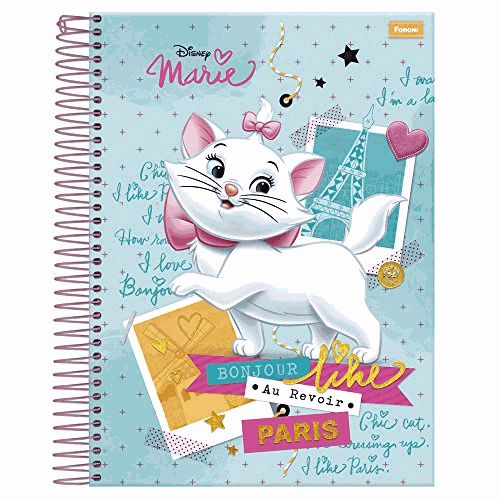 FORONI
Disney
Marie
I wa
I'm a la
Chic
I like P
I
How ro
I love
Bonjou
BONJOUR
like
Au Revoir
PARIS
Chic cat,
dressing up,
I like Paris.